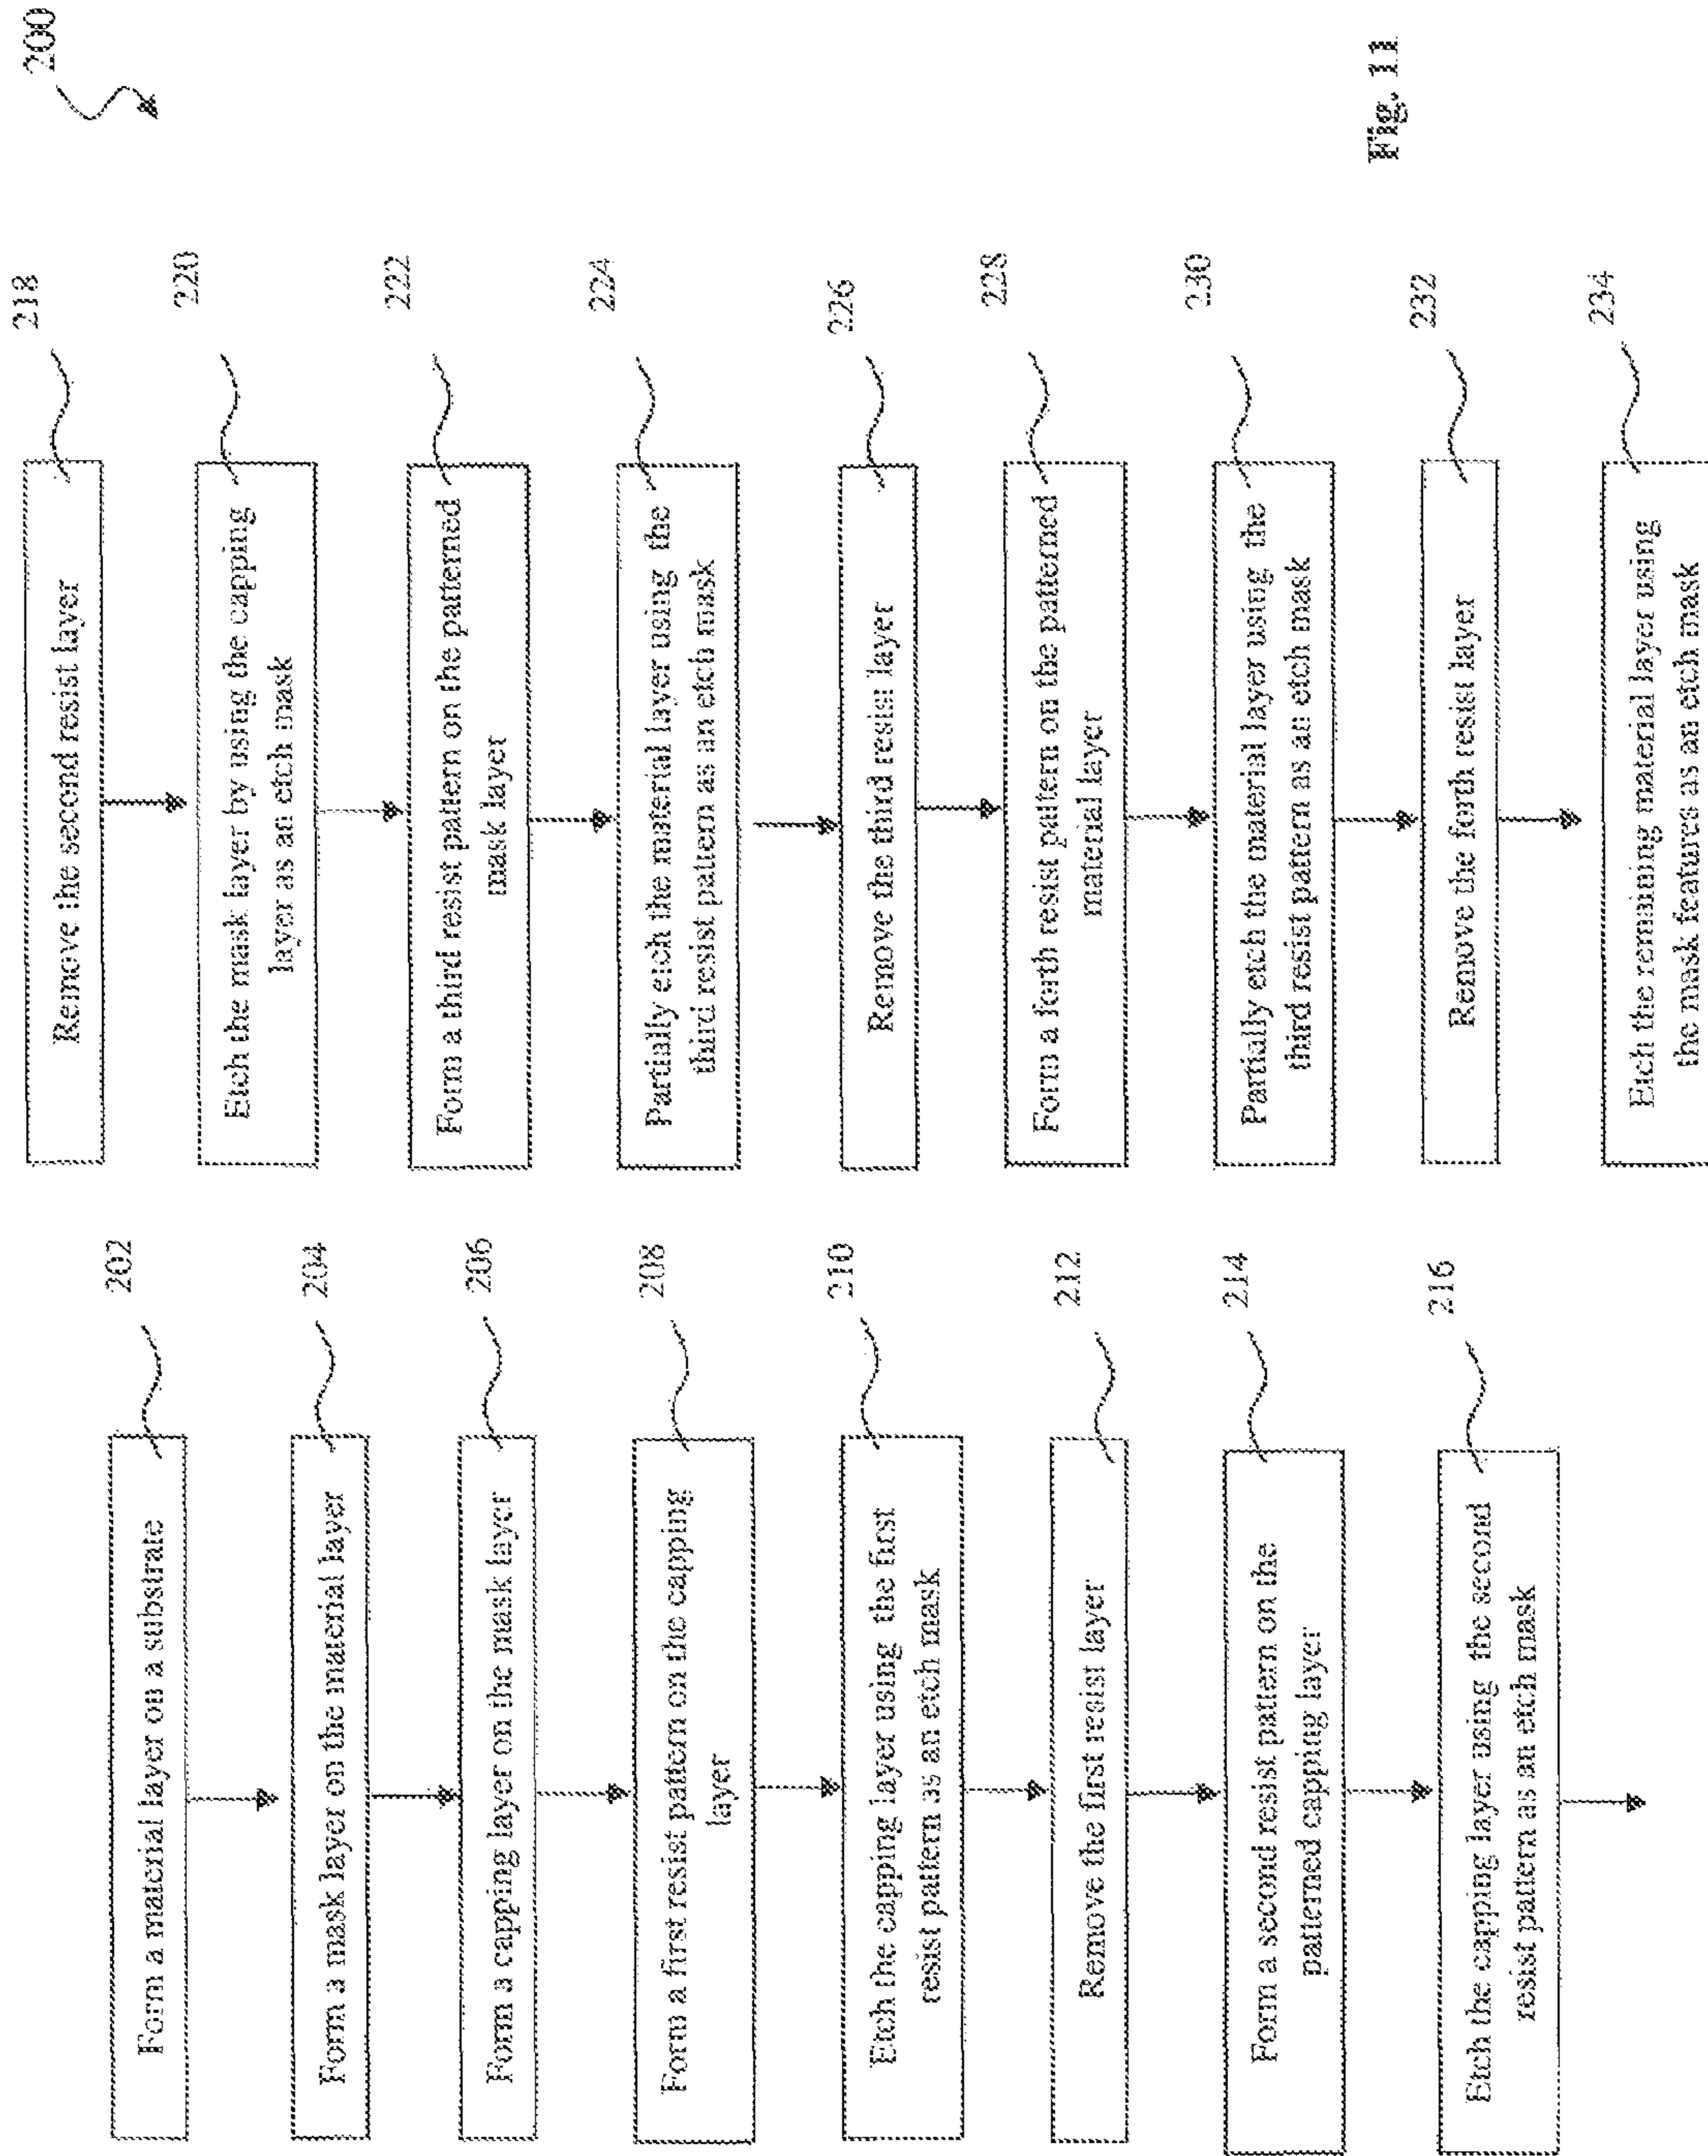 200
202
Form a material layer on a substrate
204
Form a mask layer on the material layer
206
Form a capping layer on the mask layer
208
Form a first resist pattern on the capping
layer
210
Etch the capping layer using the first
resist pattern as an etch mask
212
Remove the first resist layer
214
Form a second resist pattern on the
patterned capping layer
216
Etch the capping layer using the second
resist pattern as an etch mask
218
Remove the second resist layer
220
Etch the mask layer by using the capping
layer as an etch mask
222
Form a third resist pattern on the patterned
mask layer
224
Partially etch the material layer using the
third resist pattern as an etch mask
226
Remove the third resist layer
228
Form a forth resist pattern on the patterned
material layer
230
Partially etch the material layer using the
third resist pattern as an etch mask
232
Remove the forth resist layer
234
Etch the remaining material layer using
the mask features as an etch mask
Fig. 11